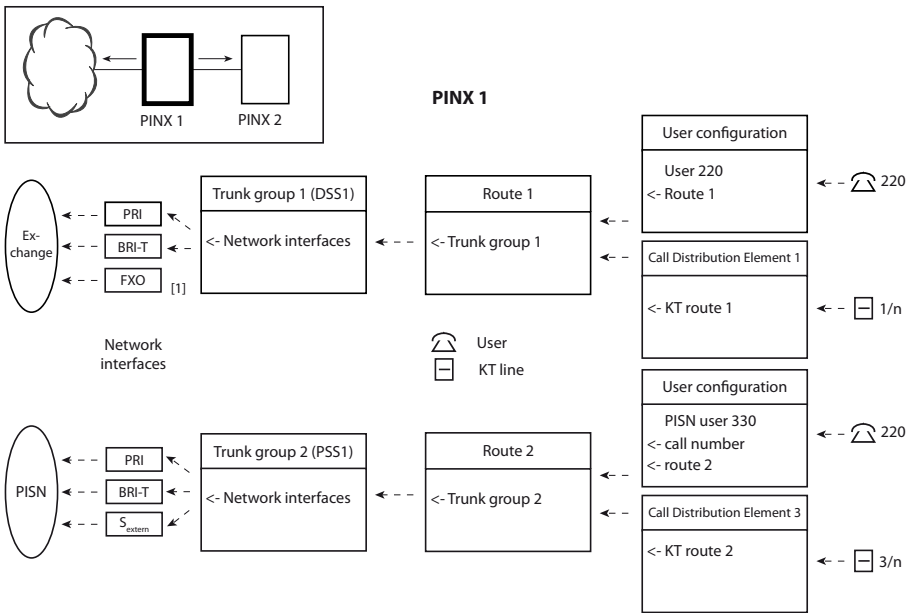 PINX 1
PINX 2
PINX 1
User configuration
User 220
<- Route 1
220
Trunk group 1 (DSS1)
<- Network interfaces
Route 1
<- Trunk group 1
Ex-
change
PRI
BRI-T
FXO
[1]
Call Distribution Element 1
<- KT route 1
1/n
Network
interfaces
User
KT line
User configuration
PISN user 330
<- call number
<- route 2
220
Trunk group 2 (PSS1)
<- Network interfaces
Route 2
<- Trunk group 2
PISN
PRI
BRI-T
Sextern
Call Distribution Element 3
<- KT route 2
3/n